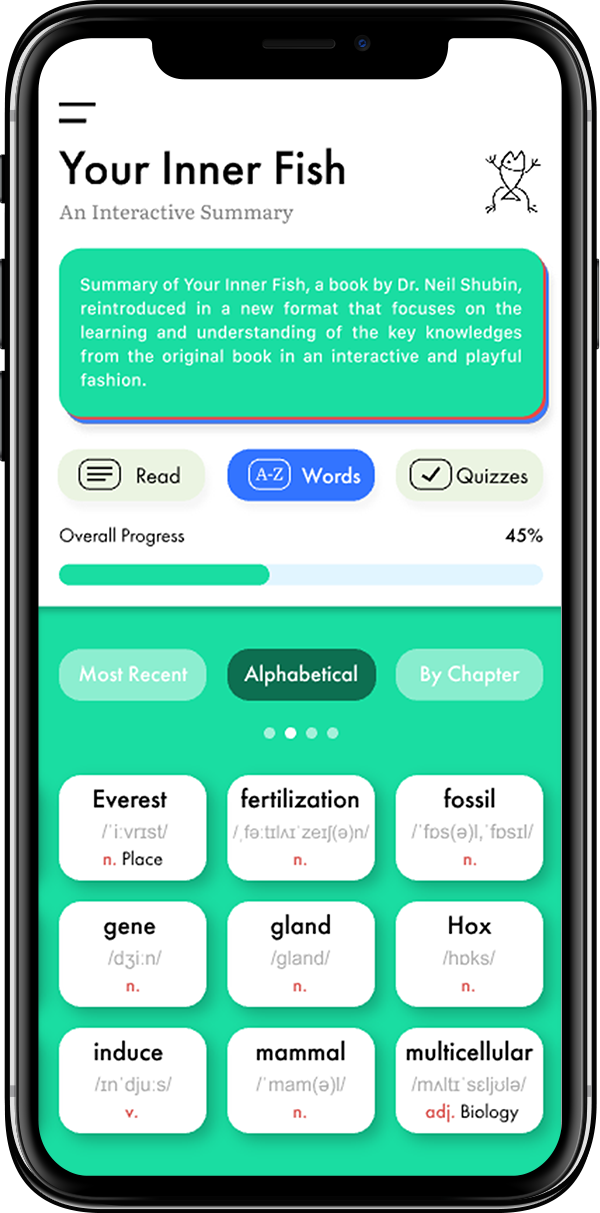 Your Inner Fish
An Interactive Summary
Summary of Your Inner Fish, a book by Dr. Neil Shubin,
reintroduced in a new format that focuses on the
learning and understanding of the key knowledges
from the original book in an interactive and playful
fashion.
Read
A-Z Words
Quizzes
Overall Progress 45%
Most Recent
Alphabetical
By Chapter
Everest
/ˈiːvrɪst/
n. Place
fertilization
/ˌfəːtɪlʌɪˈzeɪʃ(ə)n/
n.
fossil
/ˈfɒs(ə)l,ˈfɒsɪl/
n.
gene
/dʒiːn/
n.
gland
/gland/
n.
Hox
/hɒks/
n.
induce
/ɪnˈdjuːs/
v.
mammal
/ˈmam(ə)l/
n.
multicellular
/mʌltɪˈsɛljʊlə/
adj. Biology